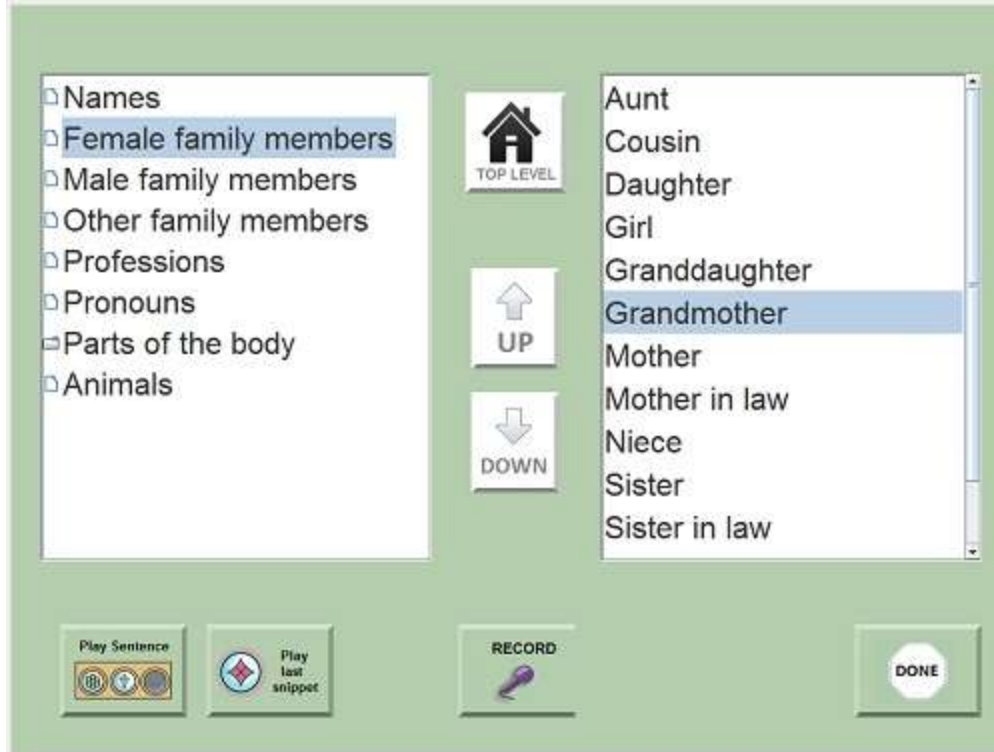 Names
Female family members
Male family members
Other family members
Professions
Pronouns
Parts of the body
Animals
TOP LEVEL
UP
DOWN
Aunt
Cousin
Daughter
Girl
Granddaughter
Grandmother
Mother
Mother in law
Niece
Sister
Sister in law
Play Sentence
Play
last
snippet
RECORD
DONE